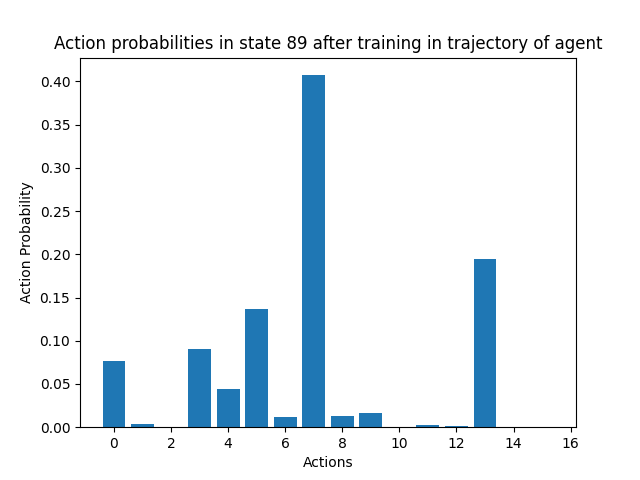 Action probabilities in state 89 after training in trajectory of agent
0.40
0.35
0.30
0.25
0.20
0.15
0.10
0.05
0.00
Action Probability
0 2 4 6 8 10 12 14 16
Actions